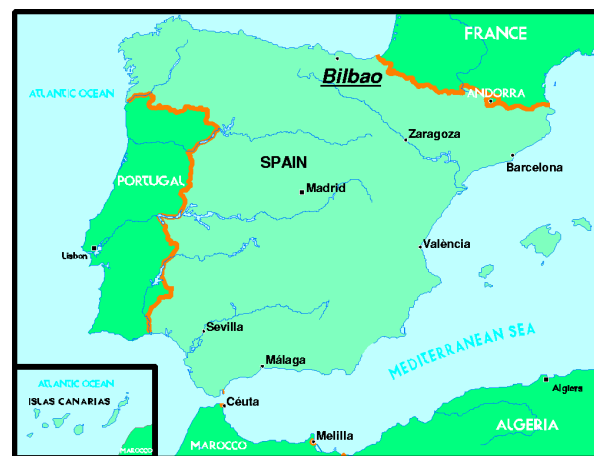 FRANCE
Bilbao
ATLANTIC OCEAN
ANDORRA
Zaragoza
SPAIN
Barcelona
PORTUGAL
Madrid
València
Lisbon
Sevilla
MEDITERRANEAN SEA
Málaga
ATLANTIC OCEAN
Algiers
ISLAS CANARIAS
Céuta
ALGERIA
Melilla
MAROCCO
MAROCCO